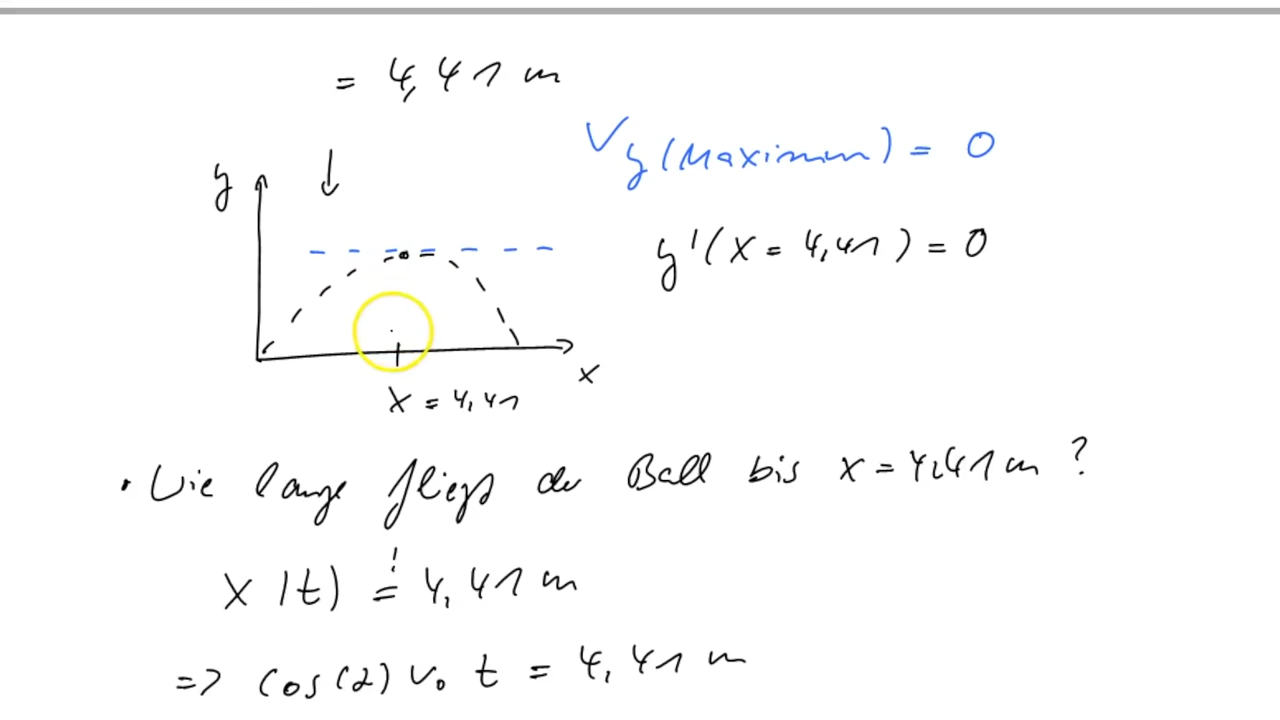 = 4,41 m
Vy(Maximum) = 0
y
y'(x = 4,41) = 0
x
x = 4,41
• Wie lange fliegt der Ball bis x = 4,41 m ?
x(t) =! 4,41 m
=> cos(α) v₀ t = 4,41 m